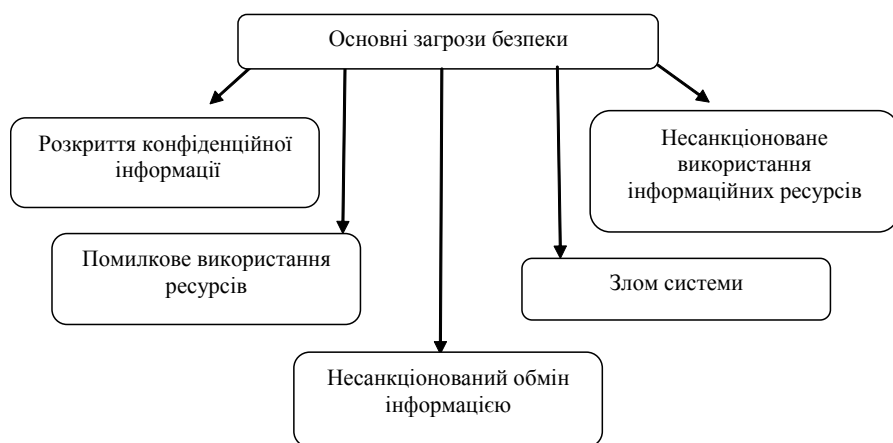 Основні загрози безпеки
Розкриття конфіденційної
інформації
Несанкціоноване
використання
інформаційних ресурсів
Помилкове використання
ресурсів
Злом системи
Несанкціонований обмін
інформацією